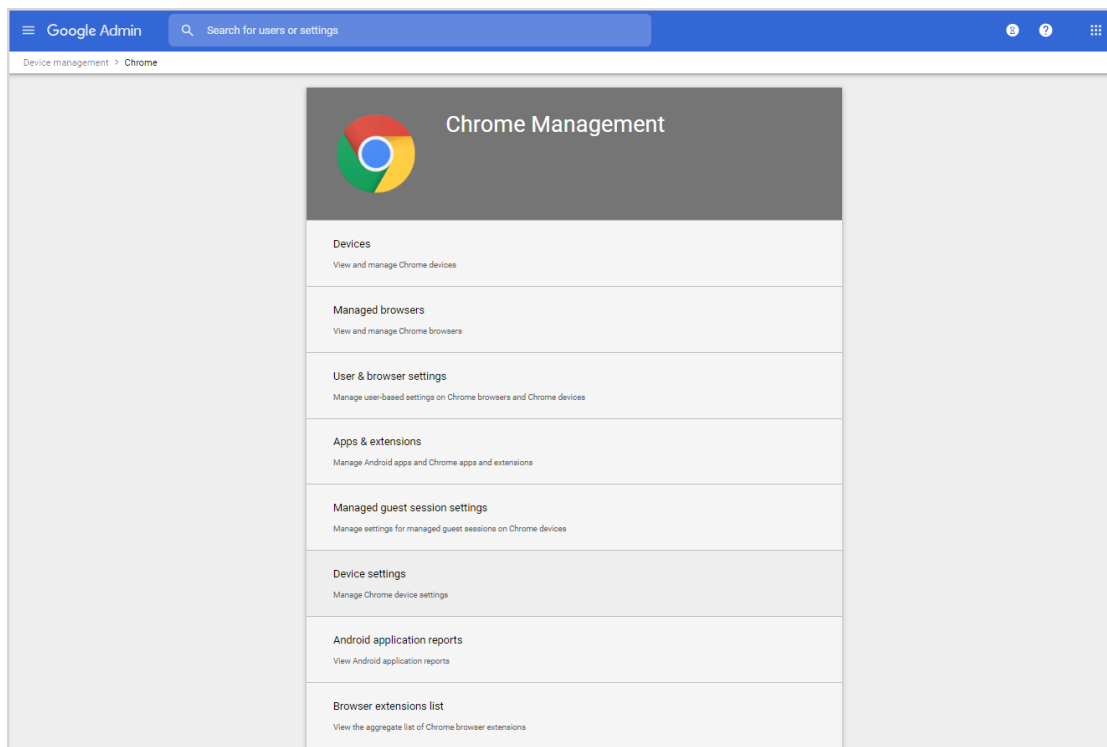 Google Admin
Search for users or settings
Device management > Chrome
Chrome Management
Devices
View and manage Chrome devices
Managed browsers
View and manage Chrome browsers
User & browser settings
Manage user-based settings on Chrome browsers and Chrome devices
Apps & extensions
Manage Android apps and Chrome apps and extensions
Managed guest session settings
Manage settings for managed guest sessions on Chrome devices
Device settings
Manage Chrome device settings
Android application reports
View Android application reports
Browser extensions list
View the aggregate list of Chrome browser extensions